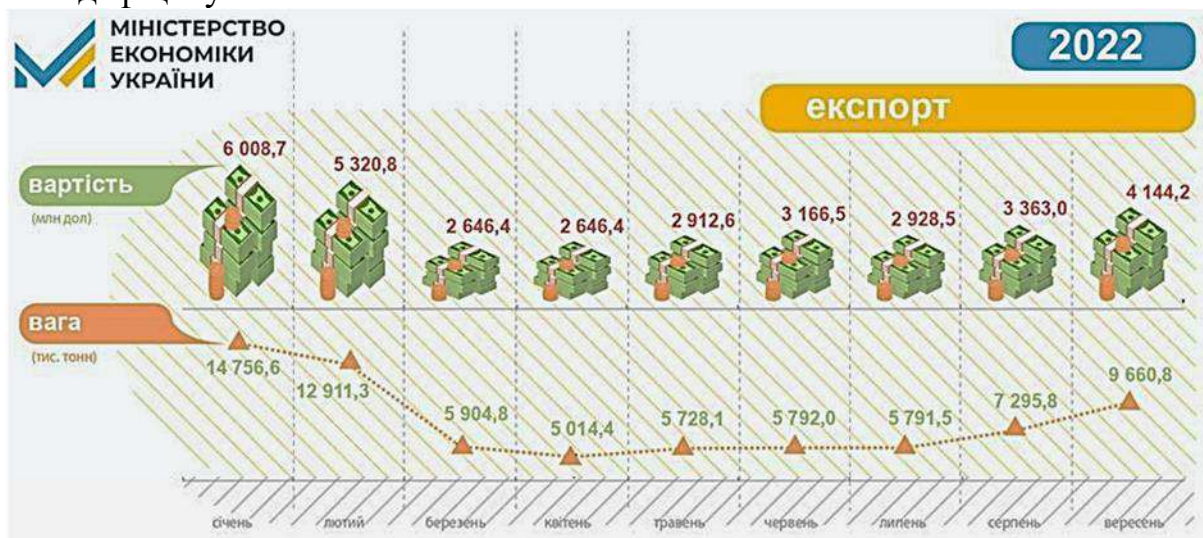 МІНІСТЕРСТВО
ЕКОНОМІКИ
УКРАЇНИ
2022
експорт
вартість
(млн дол)
6 008,7
5 320,8
2 646,4
2 646,4
2 912,6
3 166,5
2 928,5
3 363,0
4 144,2
вага
(тис. тонн)
14 756,6
12 911,3
5 904,8
5 014,4
5 728,1
5 792,0
5 791,5
7 295,8
9 660,8
січень
лютий
березень
квітень
травень
червень
липень
серпень
вересень